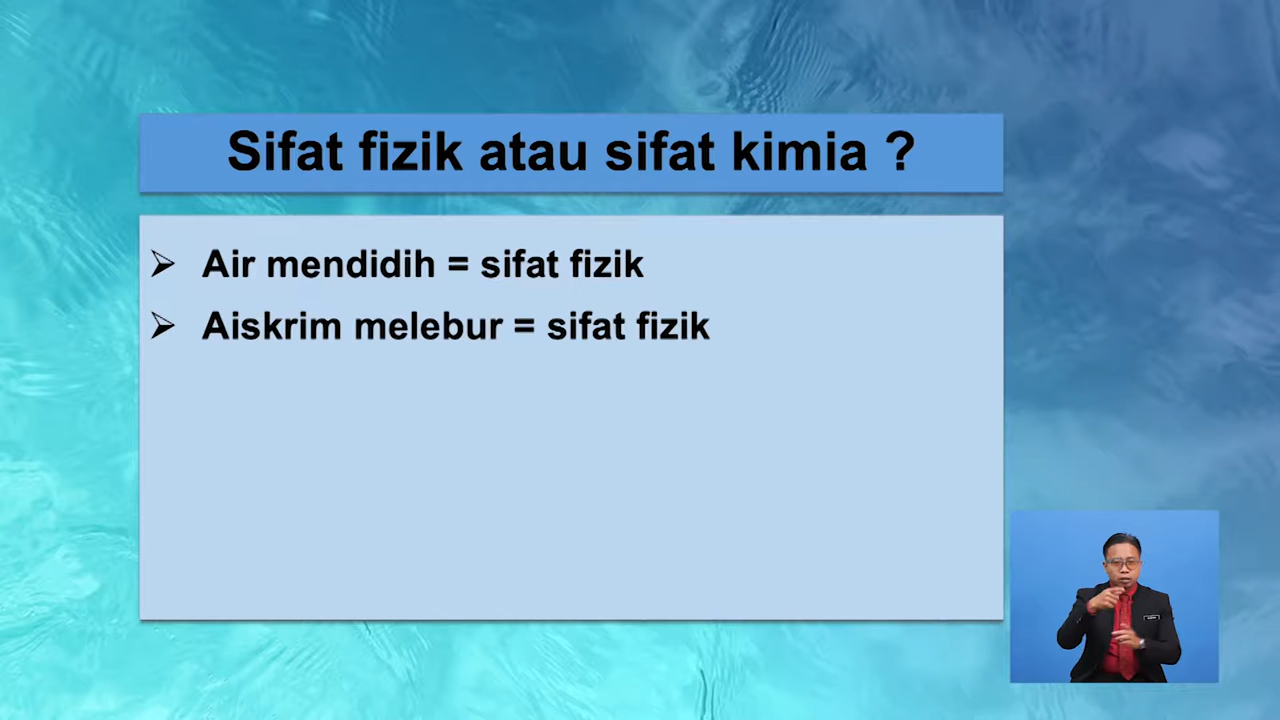 Sifat fizik atau sifat kimia ?
➢ Air mendidih = sifat fizik
➢ Aiskrim melebur = sifat fizik